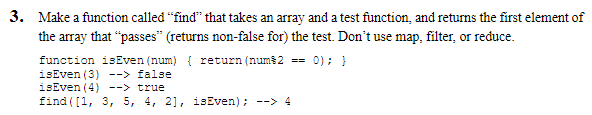 3. Make a function called “find” that takes an array and a test function, and returns the first element of
the array that “passes” (returns non-false for) the test. Don’t use map, filter, or reduce.
function isEven(num) { return(num%2 == 0); }
isEven(3) --> false
isEven(4) --> true
find([1, 3, 5, 4, 2], isEven); --> 4